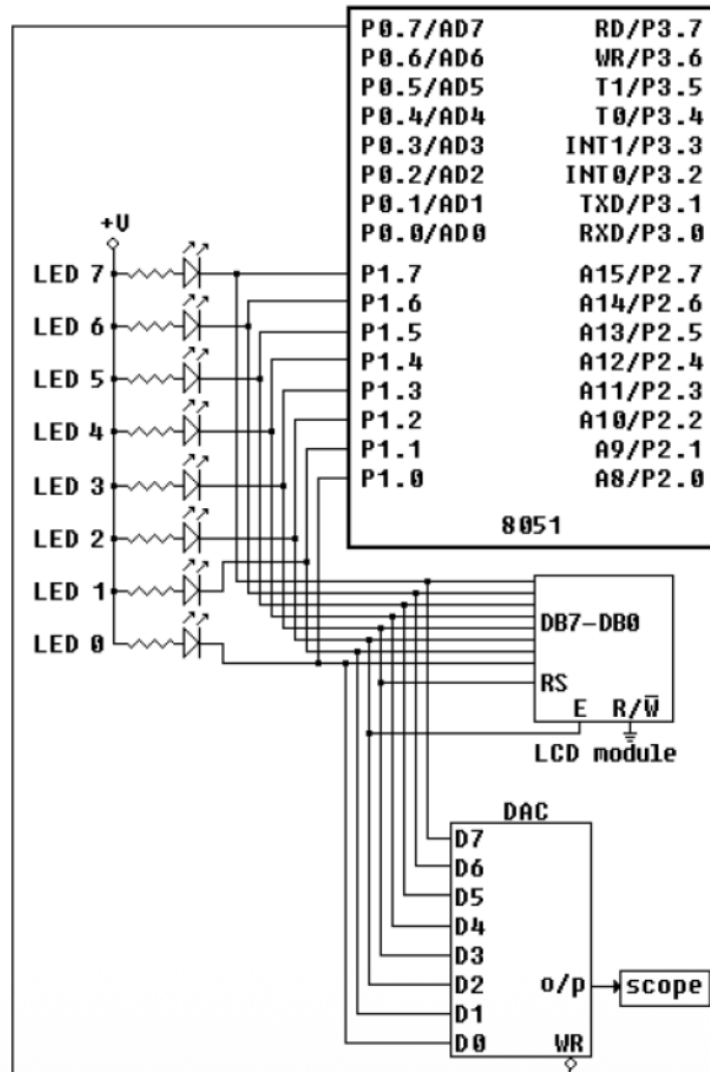 P0.7/AD7 RD/P3.7
P0.6/AD6 WR/P3.6
P0.5/AD5 T1/P3.5
P0.4/AD4 T0/P3.4
P0.3/AD3 INT1/P3.3
P0.2/AD2 INT0/P3.2
P0.1/AD1 TXD/P3.1
P0.0/AD0 RXD/P3.0
+U
LED 7
LED 6
LED 5
LED 4
LED 3
LED 2
LED 1
LED 0
P1.7 A15/P2.7
P1.6 A14/P2.6
P1.5 A13/P2.5
P1.4 A12/P2.4
P1.3 A11/P2.3
P1.2 A10/P2.2
P1.1 A9/P2.1
P1.0 A8/P2.0
8051
DB7-DB0
RS
E R/W̅
LCD module
DAC
D7
D6
D5
D4
D3
D2
D1
D0
o/p
WR
scope